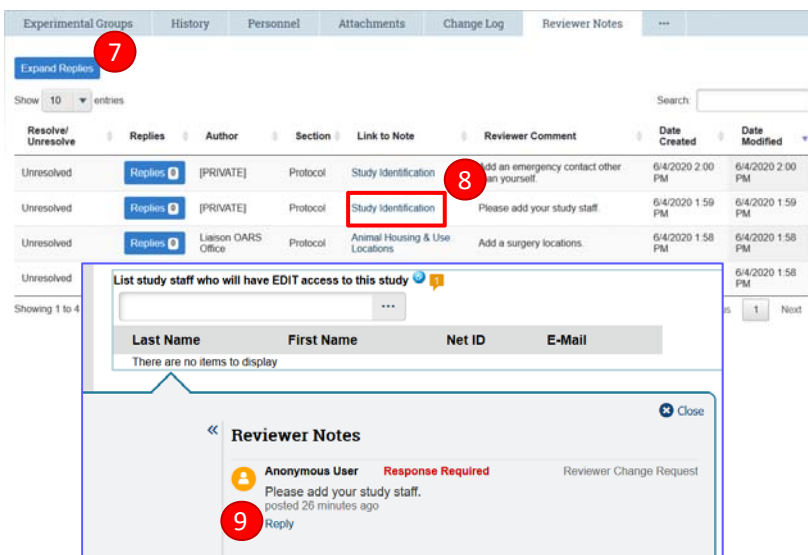 Experimental Groups History Personnel Attachments Change Log Reviewer Notes ...
7
Expand Replies
Show 10 entries Search:
Resolve/ Unresolve Replies Author Section Link to Note Reviewer Comment Date Created Date Modified
Unresolved Replies 0 [PRIVATE] Protocol Study Identification Add an emergency contact other than yourself. 6/4/2020 2:00 PM 6/4/2020 2:00 PM
8
Unresolved Replies 0 [PRIVATE] Protocol Study Identification Please add your study staff. 6/4/2020 1:59 PM 6/4/2020 1:59 PM
Unresolved Replies 0 Liaison OARS Office Protocol Animal Housing & Use Locations Add a surgery locations. 6/4/2020 1:58 PM 6/4/2020 1:58 PM
Unresolved 6/4/2020 1:58 PM
Showing 1 to 4 1 Next
List study staff who will have EDIT access to this study 1
...
Last Name First Name Net ID E-Mail
There are no items to display
Close
« Reviewer Notes
Anonymous User Response Required Reviewer Change Request
Please add your study staff.
posted 26 minutes ago
9 Reply